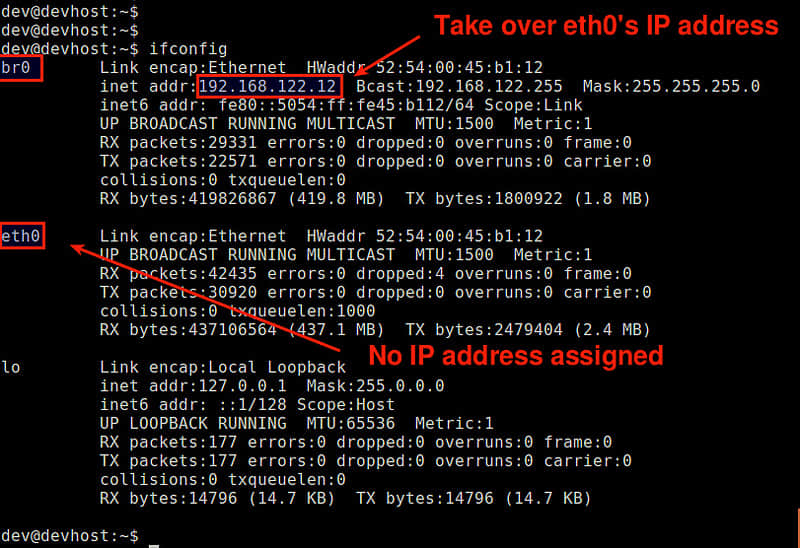 dev@devhost:~$
dev@devhost:~$
Take over eth0's IP address
dev@devhost:~$ ifconfig
br0 Link encap:Ethernet HWaddr 52:54:00:45:b1:12
inet addr:192.168.122.12 Bcast:192.168.122.255 Mask:255.255.255.0
inet6 addr: fe80::5054:ff:fe45:b112/64 Scope:Link
UP BROADCAST RUNNING MULTICAST MTU:1500 Metric:1
RX packets:29331 errors:0 dropped:0 overruns:0 frame:0
TX packets:22571 errors:0 dropped:0 overruns:0 carrier:0
collisions:0 txqueuelen:0
RX bytes:419826867 (419.8 MB) TX bytes:1800922 (1.8 MB)
eth0 Link encap:Ethernet HWaddr 52:54:00:45:b1:12
UP BROADCAST RUNNING MULTICAST MTU:1500 Metric:1
RX packets:42435 errors:0 dropped:4 overruns:0 frame:0
TX packets:30920 errors:0 dropped:0 overruns:0 carrier:0
collisions:0 txqueuelen:1000
RX bytes:437106564 (437.1 MB) TX bytes:2479404 (2.4 MB)
No IP address assigned
lo Link encap:Local Loopback
inet addr:127.0.0.1 Mask:255.0.0.0
inet6 addr: ::1/128 Scope:Host
UP LOOPBACK RUNNING MTU:65536 Metric:1
RX packets:177 errors:0 dropped:0 overruns:0 frame:0
TX packets:177 errors:0 dropped:0 overruns:0 carrier:0
collisions:0 txqueuelen:0
RX bytes:14796 (14.7 KB) TX bytes:14796 (14.7 KB)
dev@devhost:~$